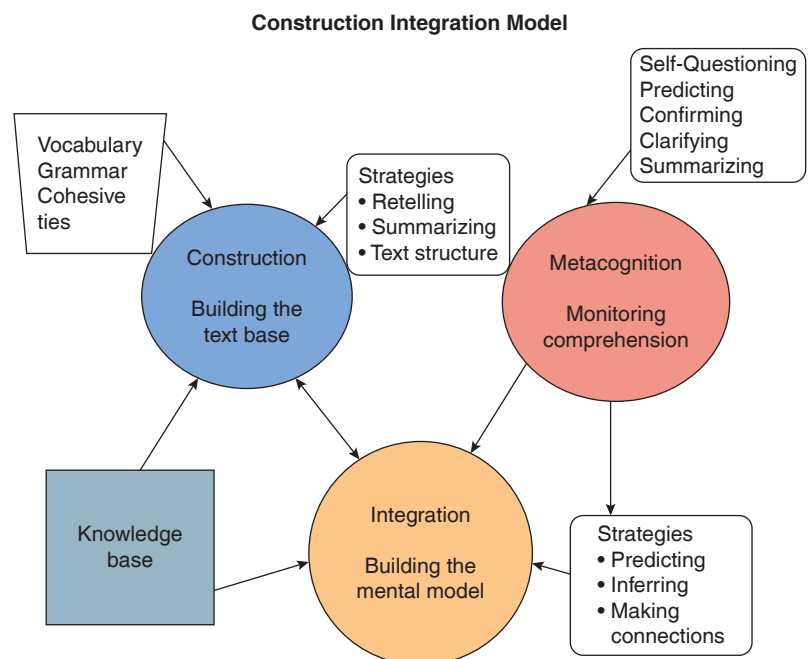 Construction Integration Model
Self-Questioning
Predicting
Confirming
Clarifying
Summarizing
Vocabulary
Grammar
Cohesive
ties
Strategies
• Retelling
• Summarizing
• Text structure
Construction
Building the
text base
Metacognition
Monitoring
comprehension
Knowledge
base
Integration
Building the
mental model
Strategies
• Predicting
• Inferring
• Making
connections